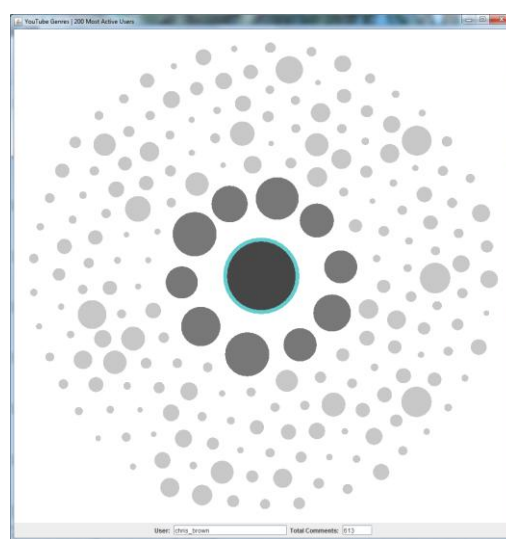 YouTube Genres | 200 Most Active Users
User: chris_brown Total Comments: 613